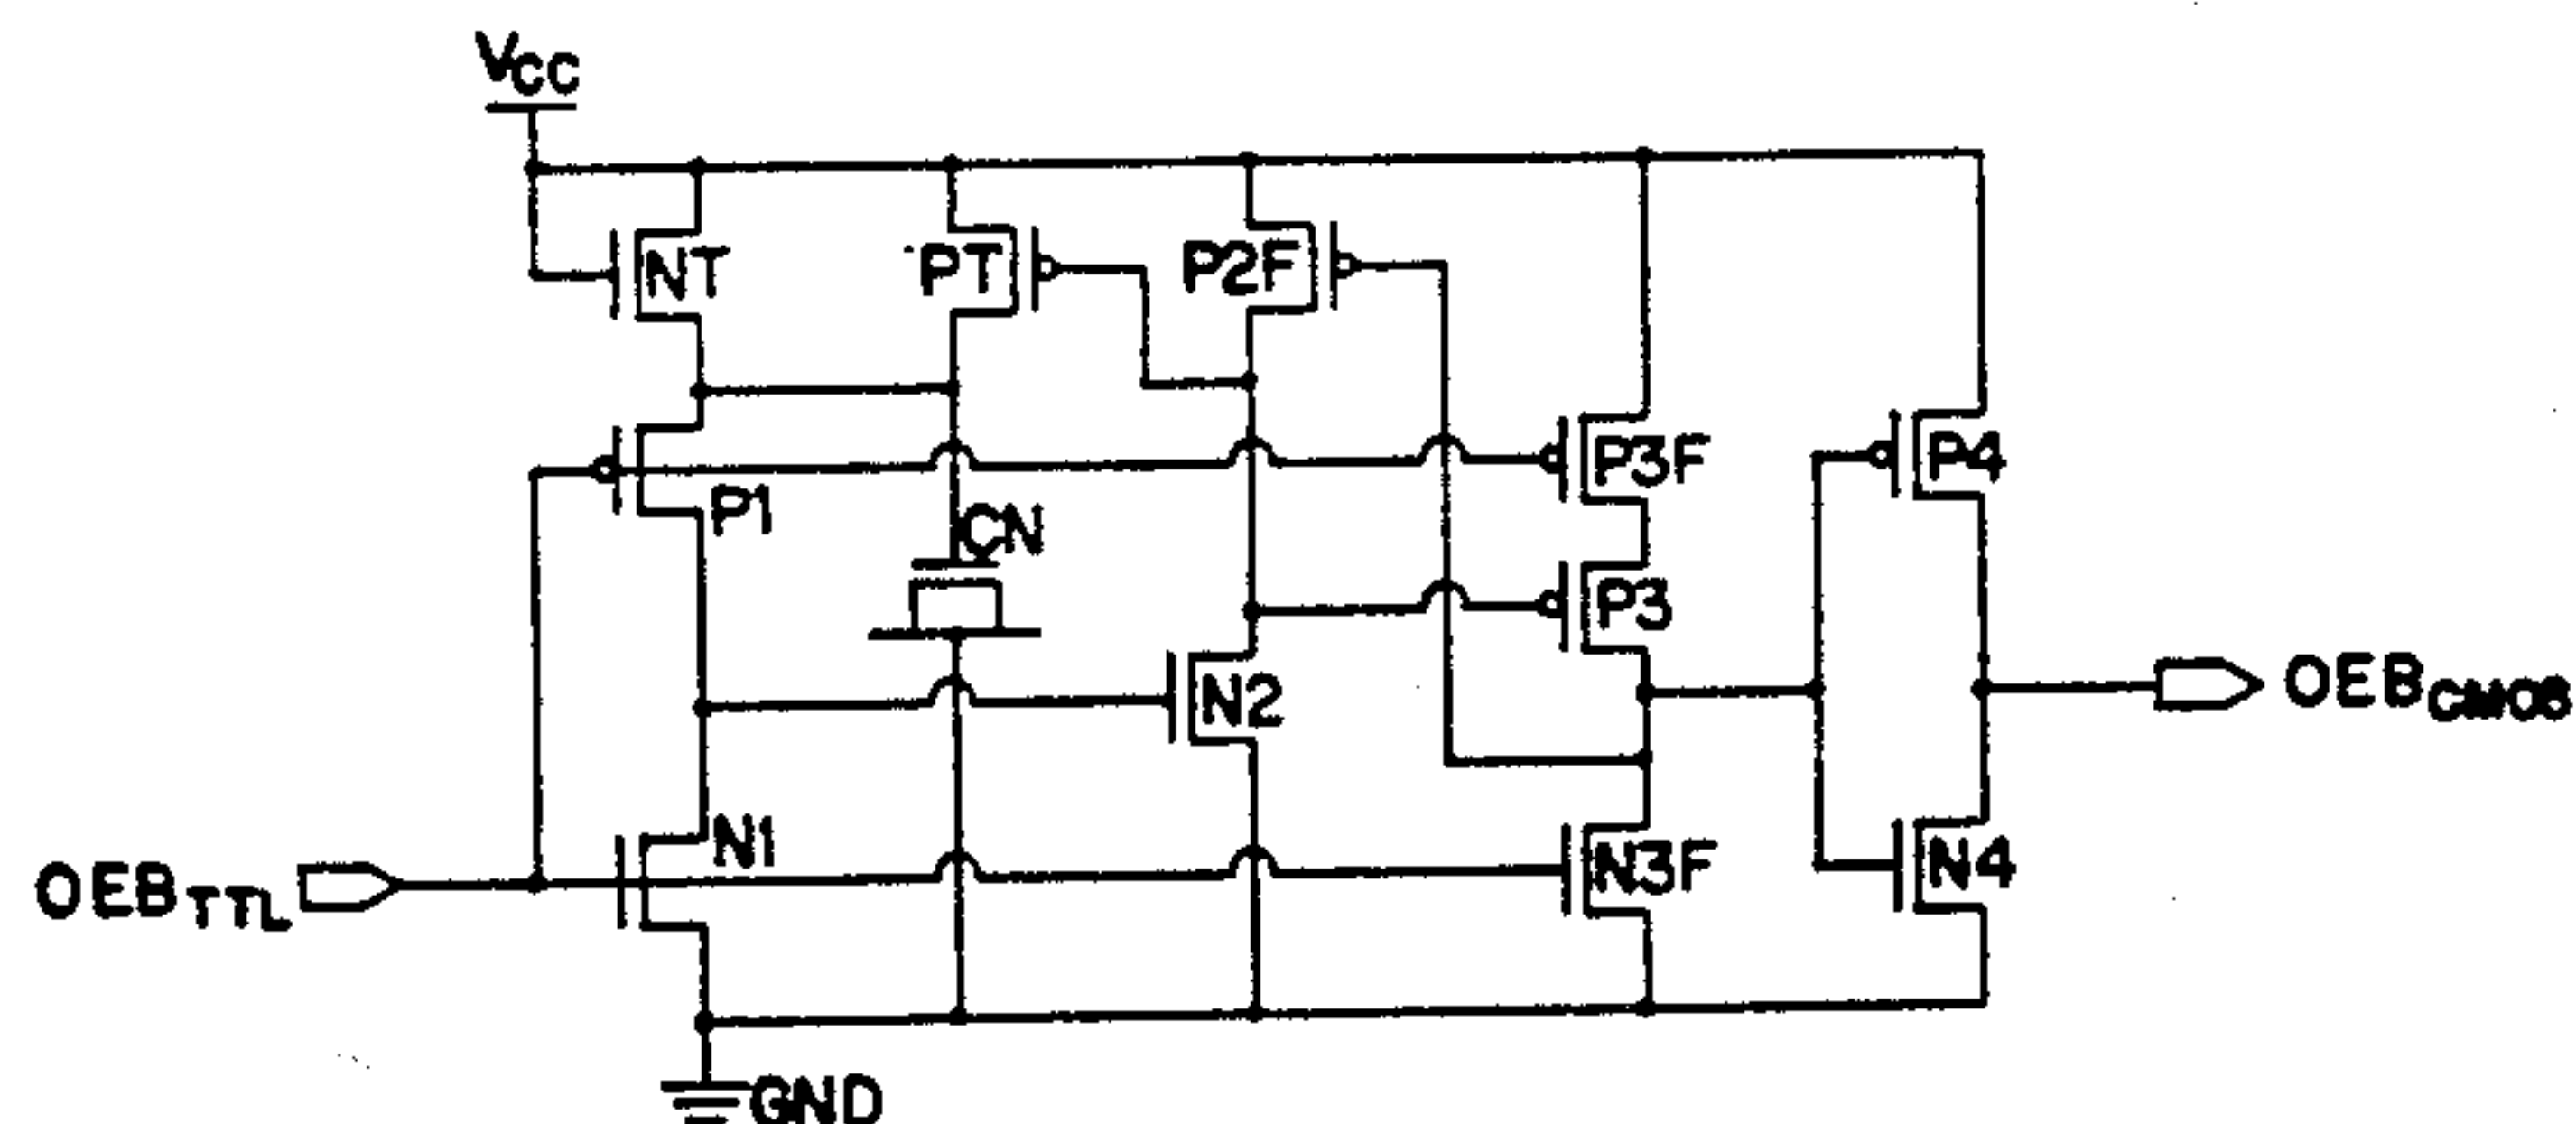 VCC
NT
PT
P2F
P3F
P4
P1
CN
P3
N2
OEBCMOS
N1
N3F
N4
OEBTTL
GND